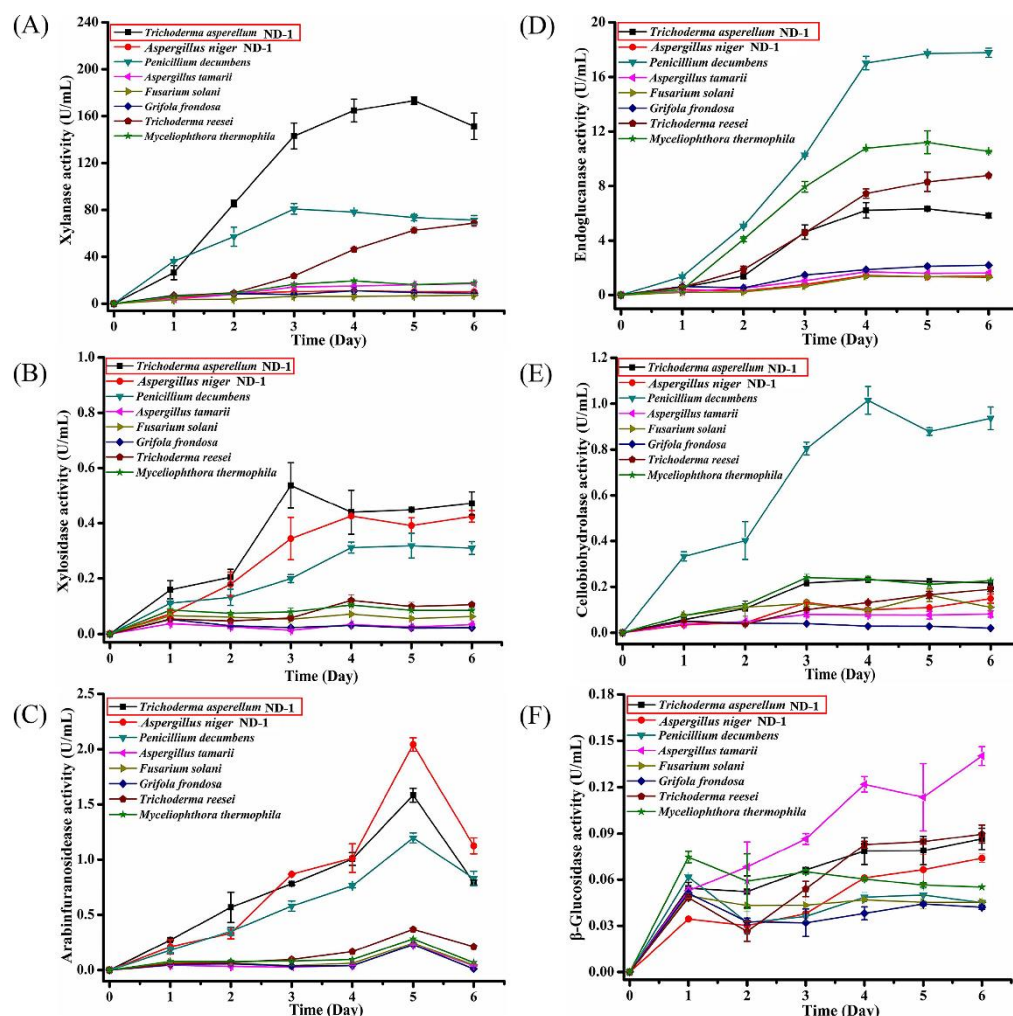 (A)
Xylanase activity (U/mL)
240
200
160
120
80
40
0
Trichoderma asperellum ND-1
Aspergillus niger ND-1
Penicillium decumbens
Aspergillus tamarii
Fusarium solani
Grifola frondosa
Trichoderma reesei
Myceliophthora thermophila
0 1 2 3 4 5 6
Time (Day)
(B)
Xylosidase activity (U/mL)
1.0
0.8
0.6
0.4
0.2
0.0
Trichoderma asperellum ND-1
Aspergillus niger ND-1
Penicillium decumbens
Aspergillus tamarii
Fusarium solani
Grifola frondosa
Trichoderma reesei
Myceliophthora thermophila
0 1 2 3 4 5 6
Time (Day)
(C)
Arabinfuranosidease activity (U/mL)
2.5
2.0
1.5
1.0
0.5
0.0
Trichoderma asperellum ND-1
Aspergillus niger ND-1
Penicillium decumbens
Aspergillus tamarii
Fusarium solani
Grifola frondosa
Trichoderma reesei
Myceliophthora thermophila
0 1 2 3 4 5 6
Time (Day)
(D)
Endoglucanase activity (U/mL)
20
16
12
8
4
0
Trichoderma asperellum ND-1
Aspergillus niger ND-1
Penicillium decumbens
Aspergillus tamarii
Fusarium solani
Grifola frondosa
Trichoderma reesei
Myceliophthora thermophila
0 1 2 3 4 5 6
Time (Day)
(E)
Cellobiohydrolase activity (U/mL)
1.2
1.0
0.8
0.6
0.4
0.2
0.0
Trichoderma asperellum ND-1
Aspergillus niger ND-1
Penicillium decumbens
Aspergillus tamarii
Fusarium solani
Grifola frondosa
Trichoderma reesei
Myceliophthora thermophila
0 1 2 3 4 5 6
Time (Day)
(F)
β-Glucosidase activity (U/mL)
0.18
0.15
0.12
0.09
0.06
0.03
0.00
Trichoderma asperellum ND-1
Aspergillus niger ND-1
Penicillium decumbens
Aspergillus tamarii
Fusarium solani
Grifola frondosa
Trichoderma reesei
Myceliophthora thermophila
0 1 2 3 4 5 6
Time (Day)